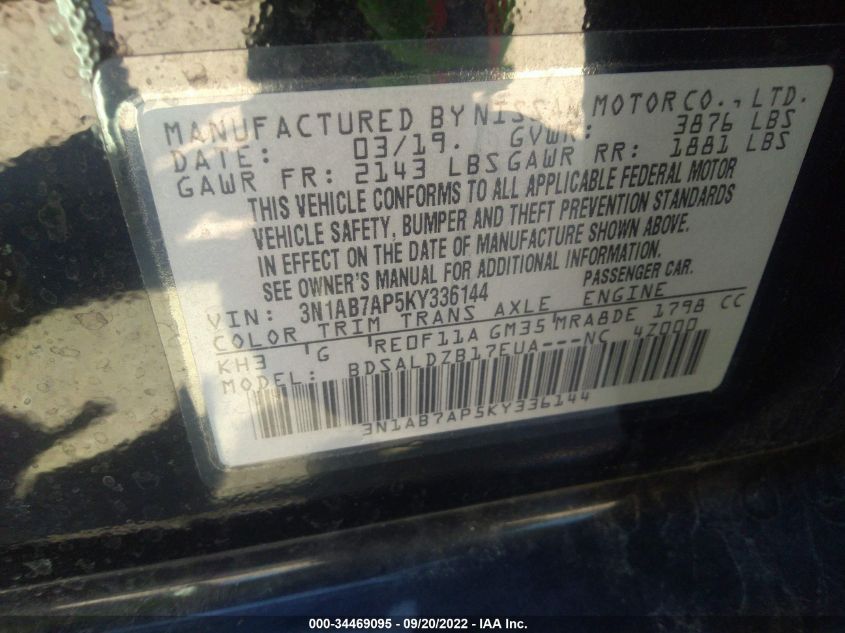 MANUFACTURED BY NISSAN MOTOR CO., LTD.
DATE: 03/19. GVWR: 3876 LBS
GAWR FR: 2143 LBS GAWR RR: 1881 LBS
THIS VEHICLE CONFORMS TO ALL APPLICABLE FEDERAL MOTOR
VEHICLE SAFETY, BUMPER AND THEFT PREVENTION STANDARDS
IN EFFECT ON THE DATE OF MANUFACTURE SHOWN ABOVE.
SEE OWNER'S MANUAL FOR ADDITIONAL INFORMATION.
VIN: 3N1AB7AP5KY336144 PASSENGER CAR.
COLOR TRIM TRANS AXLE ENGINE
KH3 'G RE0F11A GM35 'MRA8DE 1798 CC
MODEL: BDSALDZB17EUA---NC 4Z000
3N1AB7AP5KY336144
000-34469095 - 09/20/2022 - IAA Inc.